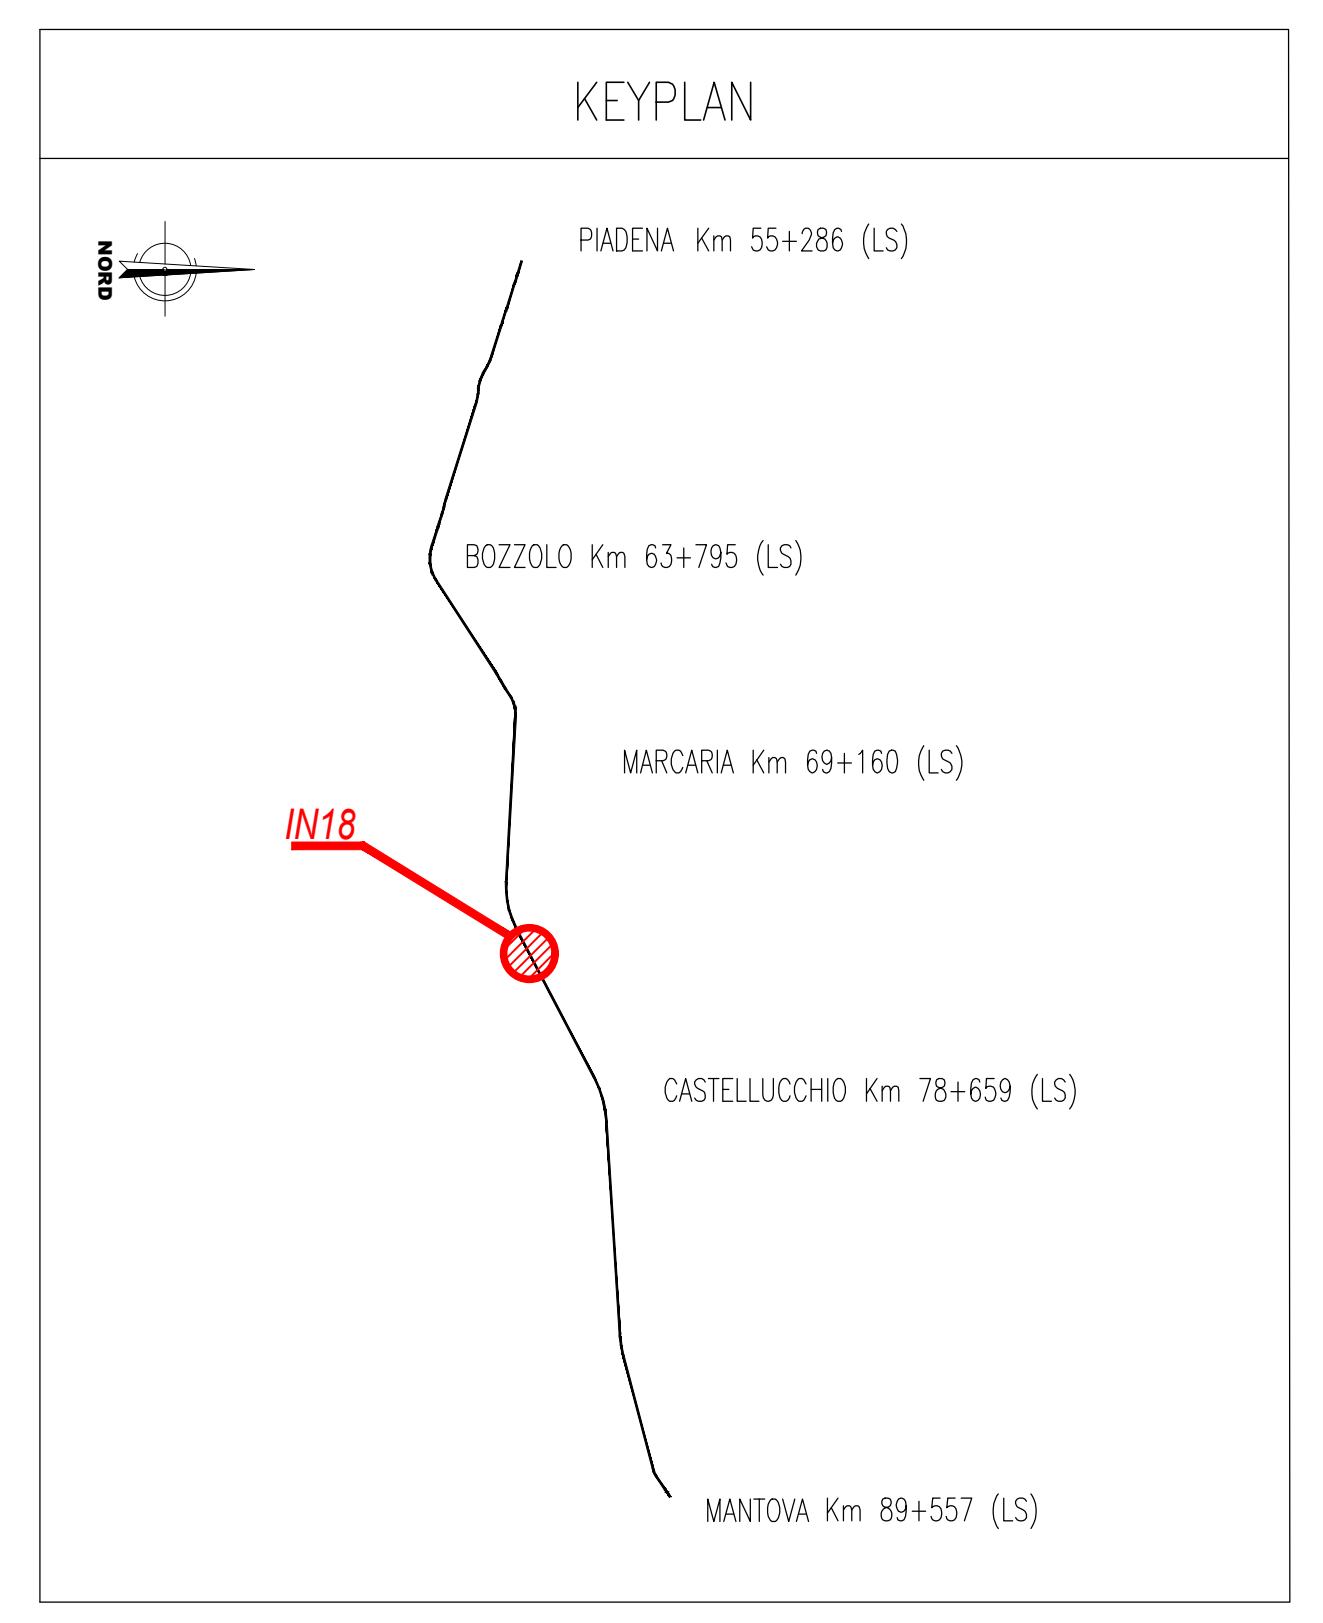 KEYPLAN
NORD
PIADENA Km 55+286 (LS)
BOZZOLO Km 63+795 (LS)
MARCARIA Km 69+160 (LS)
IN18
CASTELLUCCHIO Km 78+659 (LS)
MANTOVA Km 89+557 (LS)